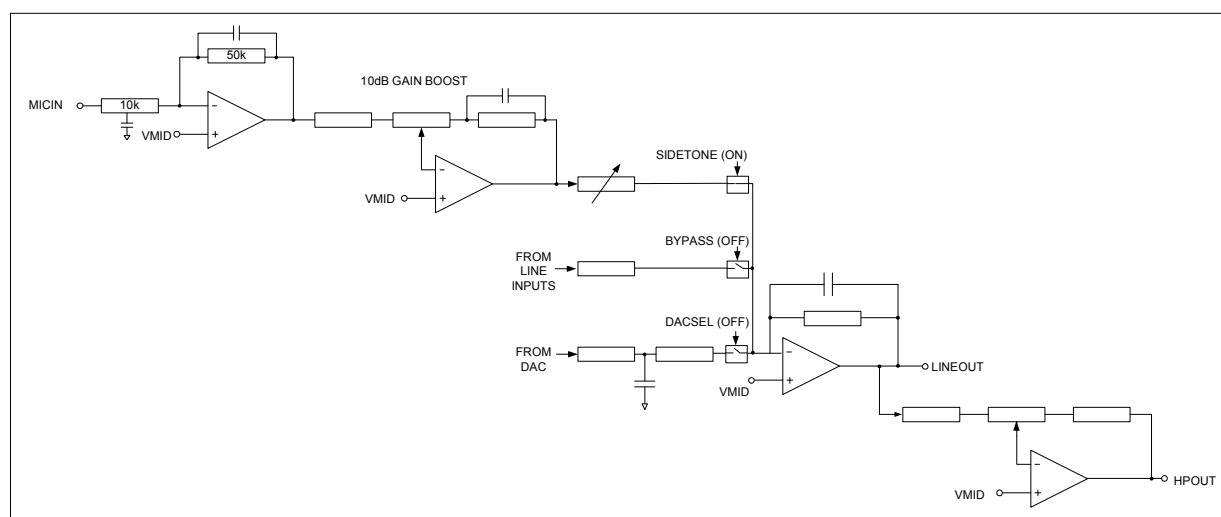 50k
10dB GAIN BOOST
MICIN
10k
−
VMID
+
SIDETONE (ON)
−
VMID
+
BYPASS (OFF)
FROM
LINE
INPUTS
DACSEL (OFF)
FROM
DAC
−
LINEOUT
VMID
+
−
HPOUT
VMID
+